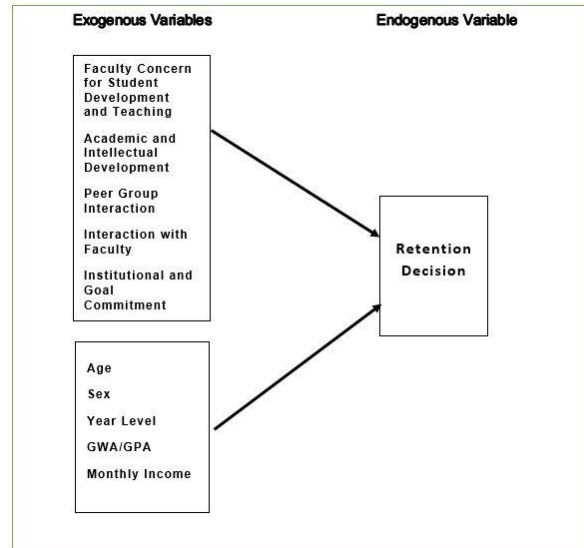 Exogenous Variables
Endogenous Variable
Faculty Concern
for Student
Development
and Teaching
Academic and
Intellectual
Development
Peer Group
Interaction
Interaction with
Faculty
Institutional and
Goal
Commitment
Retention
Decision
Age
Sex
Year Level
GWA/GPA
Monthly Income